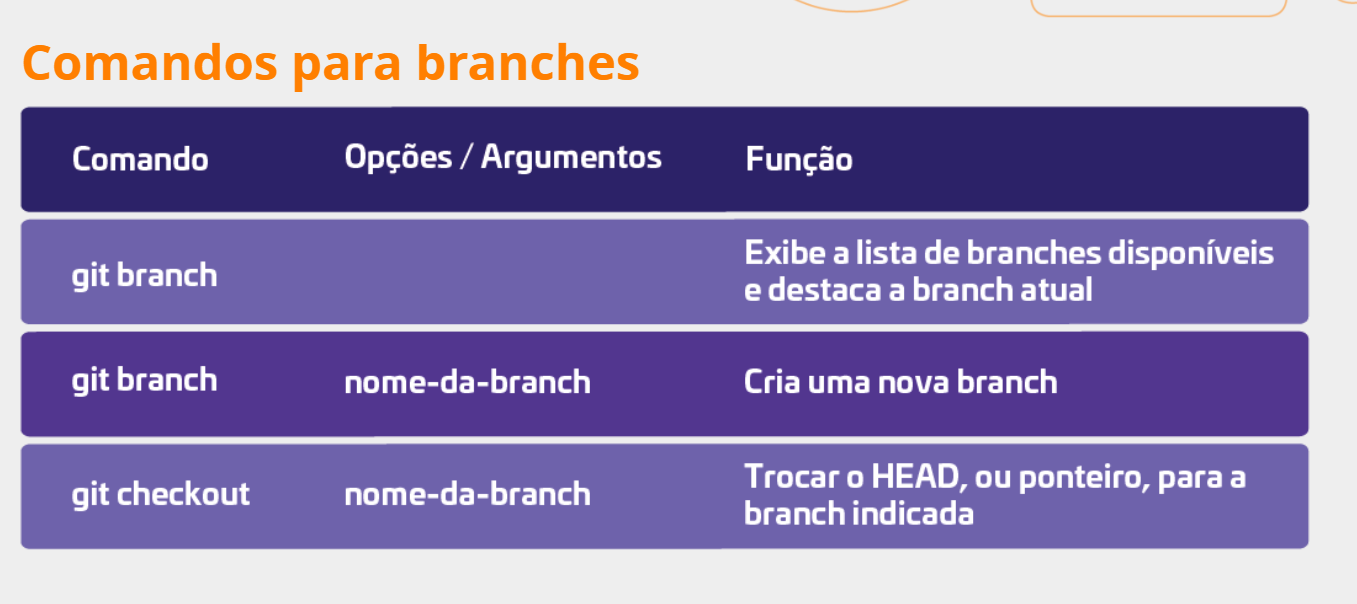 Comandos para branches
Comando Opções / Argumentos Função
git branch Exibe a lista de branches disponíveis
e destaca a branch atual
git branch nome-da-branch Cria uma nova branch
git checkout nome-da-branch Trocar o HEAD, ou ponteiro, para a
branch indicada